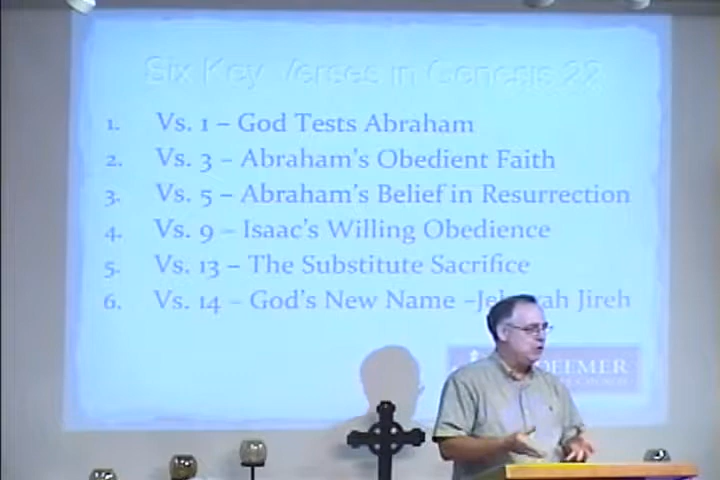 Six Key Verses in Genesis 22
1. Vs. 1 – God Tests Abraham
2. Vs. 3 – Abraham's Obedient Faith
3. Vs. 5 – Abraham's Belief in Resurrection
4. Vs. 9 – Isaac's Willing Obedience
5. Vs. 13 – The Substitute Sacrifice
6. Vs. 14 – God's New Name – Jireh